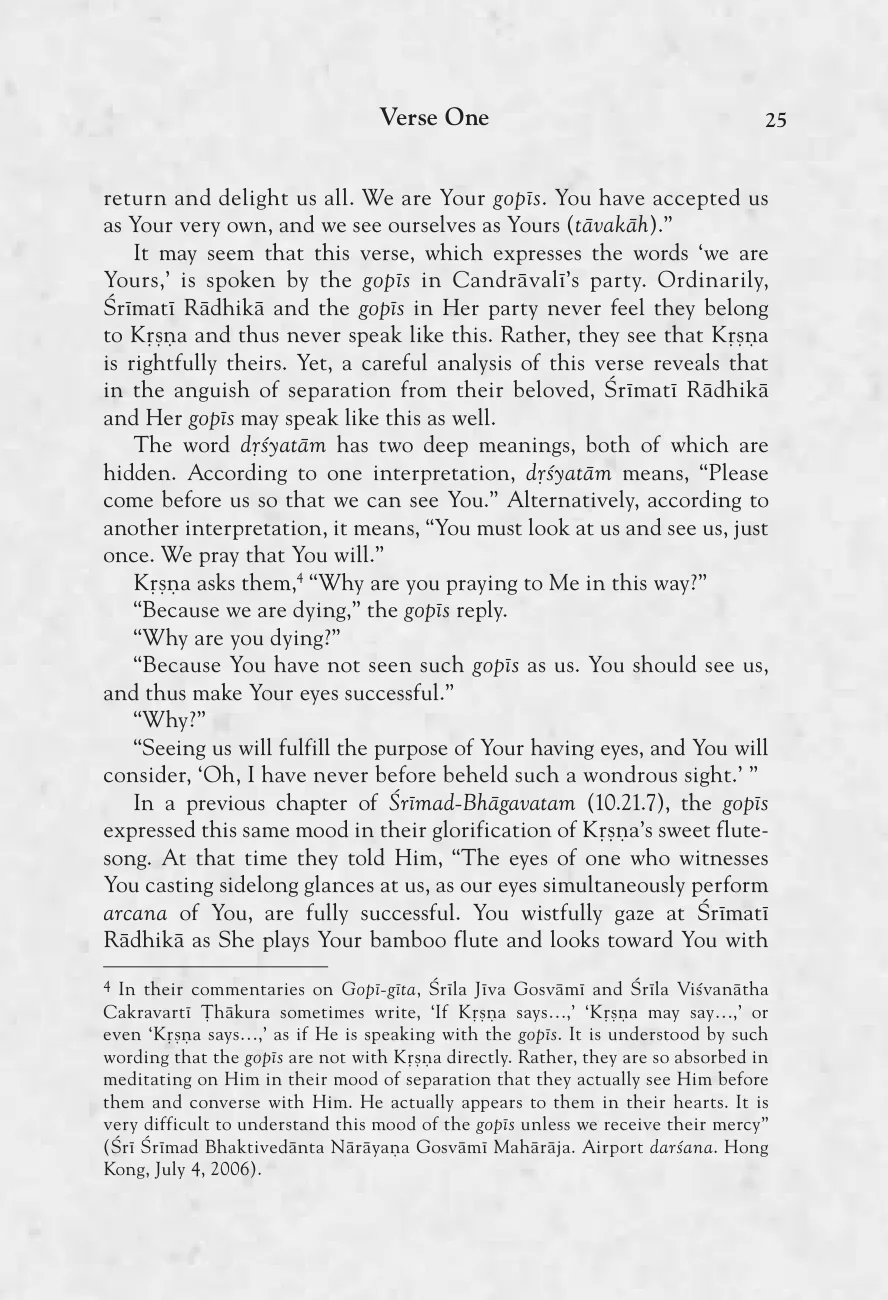 Verse One 25
return and delight us all. We are Your gopīs. You have accepted us
as Your very own, and we see ourselves as Yours (tāvakāḥ).”
It may seem that this verse, which expresses the words ‘we are
Yours,’ is spoken by the gopīs in Candrāvalī’s party. Ordinarily,
Śrīmatī Rādhikā and the gopīs in Her party never feel they belong
to Kṛṣṇa and thus never speak like this. Rather, they see that Kṛṣṇa
is rightfully theirs. Yet, a careful analysis of this verse reveals that
in the anguish of separation from their beloved, Śrīmatī Rādhikā
and Her gopīs may speak like this as well.
The word dṛśyatām has two deep meanings, both of which are
hidden. According to one interpretation, dṛśyatām means, “Please
come before us so that we can see You.” Alternatively, according to
another interpretation, it means, “You must look at us and see us, just
once. We pray that You will.”
Kṛṣṇa asks them,4 “Why are you praying to Me in this way?”
“Because we are dying,” the gopīs reply.
“Why are you dying?”
“Because You have not seen such gopīs as us. You should see us,
and thus make Your eyes successful.”
“Why?”
“Seeing us will fulfill the purpose of Your having eyes, and You will
consider, ‘Oh, I have never before beheld such a wondrous sight.’ ”
In a previous chapter of Śrīmad-Bhāgavatam (10.21.7), the gopīs
expressed this same mood in their glorification of Kṛṣṇa’s sweet flute-
song. At that time they told Him, “The eyes of one who witnesses
You casting sidelong glances at us, as our eyes simultaneously perform
arcana of You, are fully successful. You wistfully gaze at Śrīmatī
Rādhikā as She plays Your bamboo flute and looks toward You with
4 In their commentaries on Gopī-gīta, Śrīla Jīva Gosvāmī and Śrīla Viśvanātha
Cakravartī Ṭhākura sometimes write, ‘If Kṛṣṇa says…,’ ‘Kṛṣṇa may say…,’ or
even ‘Kṛṣṇa says…,’ as if He is speaking with the gopīs. It is understood by such
wording that the gopīs are not with Kṛṣṇa directly. Rather, they are so absorbed in
meditating on Him in their mood of separation that they actually see Him before
them and converse with Him. He actually appears to them in their hearts. It is
very difficult to understand this mood of the gopīs unless we receive their mercy”
(Śrī Śrīmad Bhaktivedānta Nārāyaṇa Gosvāmī Mahārāja. Airport darśana. Hong
Kong, July 4, 2006).